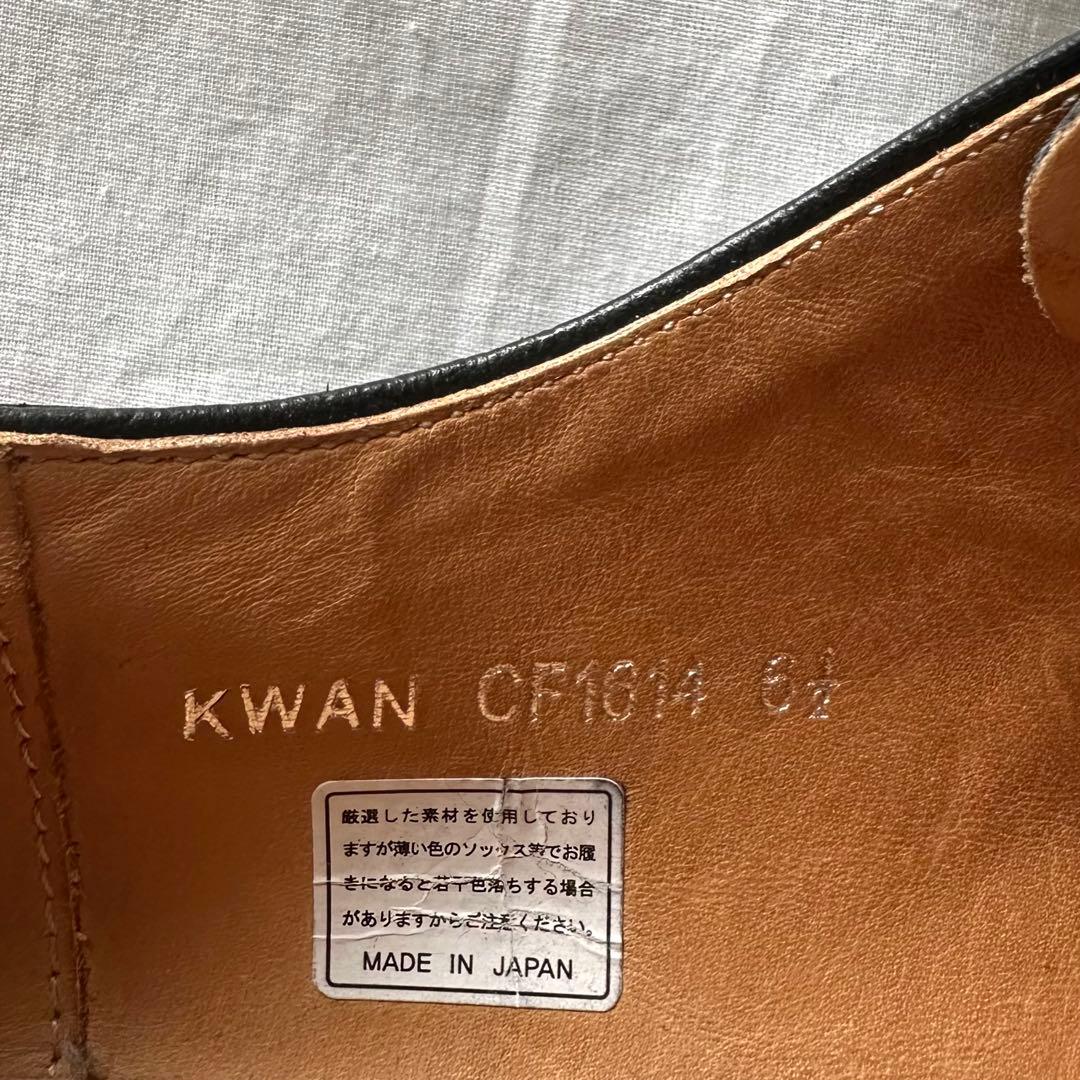 KWAN CF1614 6½
厳選した素材を使用しており
ますが薄い色のソックス等でお履
きになると若干色落ちする場合
がありますからご注意ください。
MADE IN JAPAN